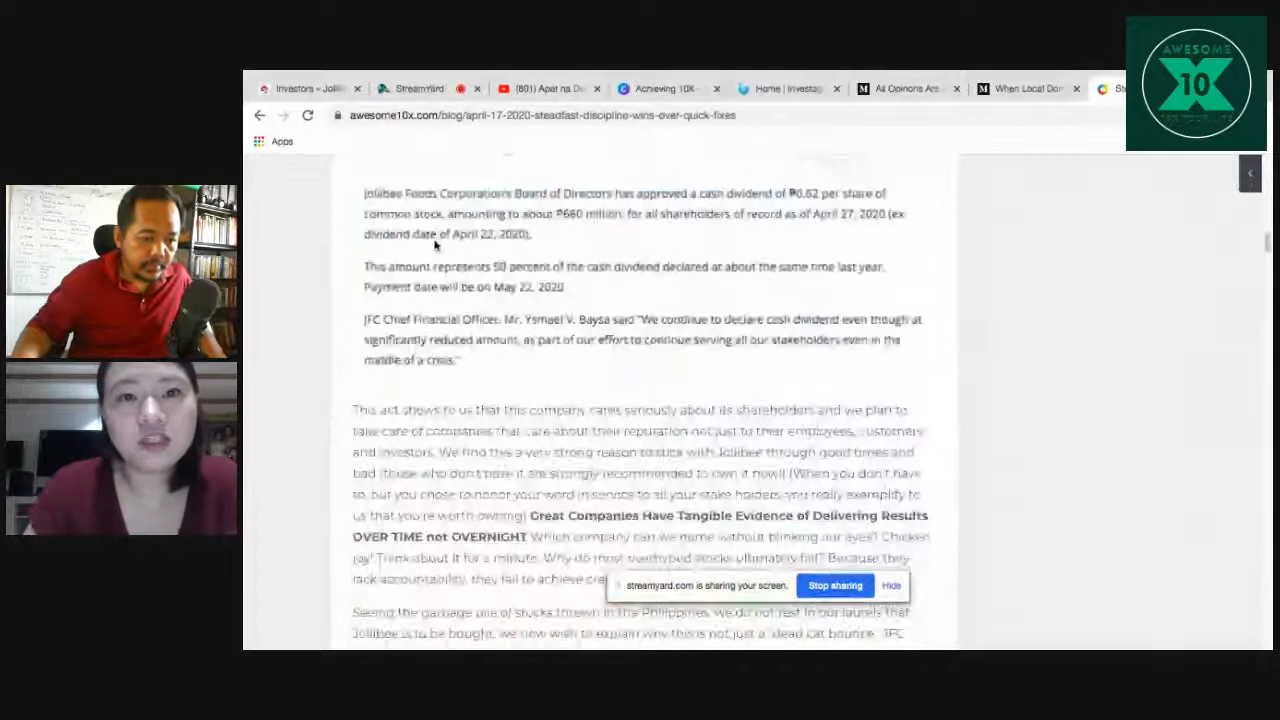 AWESOME
10
10X YOUR LIFE
Investors – Jolli
StreamYard
(801) Apat na Du
Achieving 10X -
Home | Investag
All Opinons Are
When Local Don
Ste
awesome10x.com/blog/april-17-2020-steadfast-discipline-wins-over-quick-fixes
Apps
Jollibee Foods Corporation's Board of Directors has approved a cash dividend of ₱0.62 per share of
common stock, amounting to about ₱680 million, for all shareholders of record as of April 27, 2020 (ex
dividend date of April 22, 2020).
This amount represents 50 percent of the cash dividend declared at about the same time last year.
Payment date will be on May 22, 2020
JFC Chief Financial Officer, Mr. Ysmael V. Baysa said "We continue to declare cash dividend even though at
significantly reduced amount, as part of our effort to continue serving all our stakeholders even in the
middle of a crisis."
This act shows to us that this company cares seriously about its shareholders and we plan to
take care of companies that care about their reputation not just to their employees, customers
and investors. We find this a very strong reason to stick with Jollibee through good times and
bad (those who don't have it are strongly recommended to own it now!) (When you don't have
to, but you chose to honor your word in service to all your stake holders, you really exemplify to
us that you're worth owning) Great Companies Have Tangible Evidence of Delivering Results
OVER TIME not OVERNIGHT Which company can we name without blinking our eyes? Chicken
joy! Think about it for a minute. Why do most overhyped stocks ultimately fall? Because they
lack accountability, they fail to achieve
streamyard.com is sharing your screen.
Stop sharing
Hide
Seeing the garbage pile of stocks thrown in the Philippines, we do not rest in our laurels that
Jollibee is to be bought, we now wish to explain why this is not just a 'dead cat bounce'. JFC